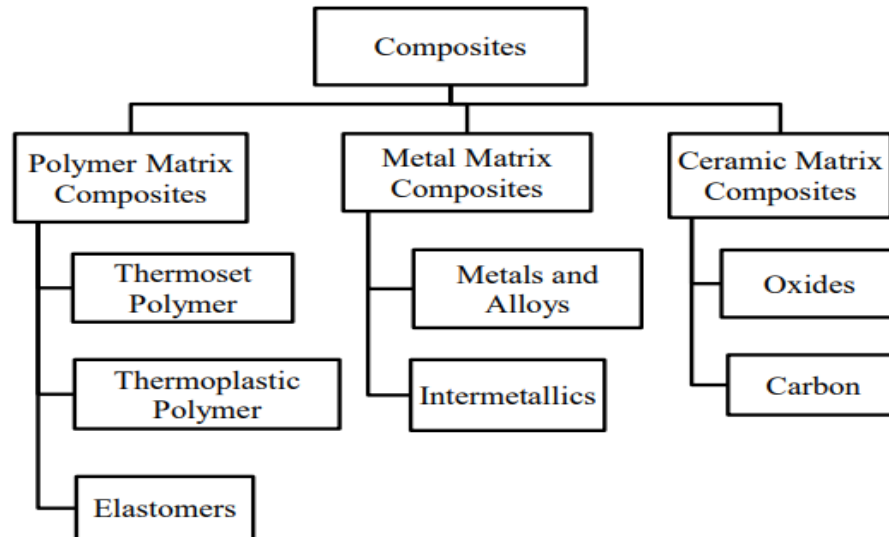 Composites
Polymer Matrix
Composites
Metal Matrix
Composites
Ceramic Matrix
Composites
Thermoset
Polymer
Metals and
Alloys
Oxides
Thermoplastic
Polymer
Intermetallics
Carbon
Elastomers